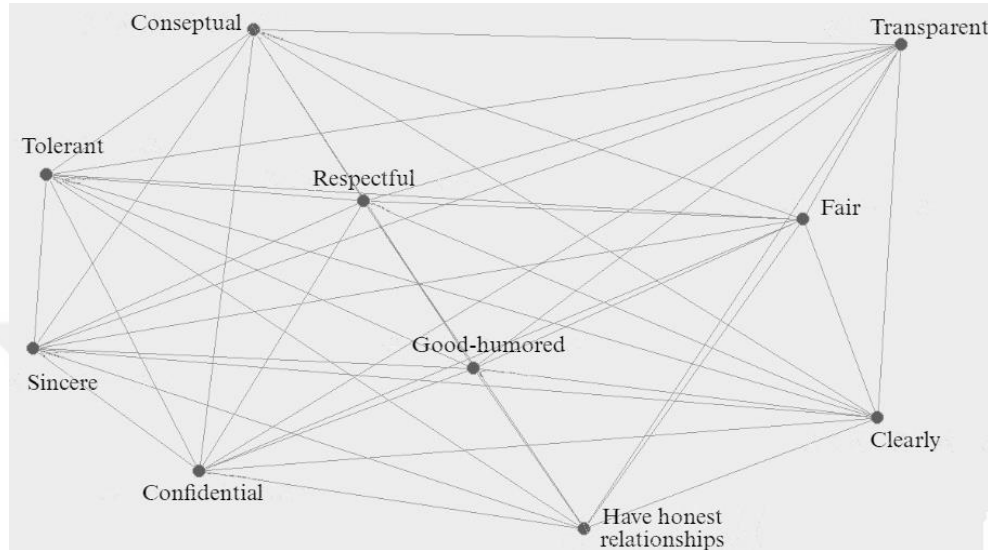 Conseptual
Transparent
Tolerant
Respectful
Fair
Good-humored
Sincere
Clearly
Confidential
Have honest
relationships